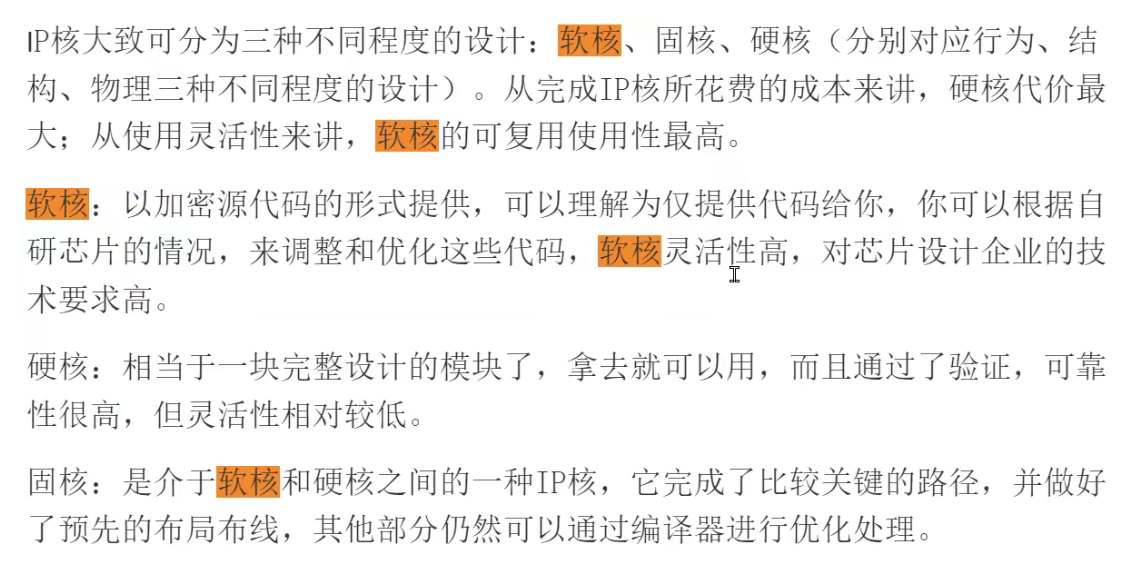 IP核大致可分为三种不同程度的设计：软核、固核、硬核（分别对应行为、结
构、物理三种不同程度的设计）。从完成IP核所花费的成本来讲，硬核代价最
大；从使用灵活性来讲，软核的可复用使用性最高。
软核：以加密源代码的形式提供，可以理解为仅提供代码给你，你可以根据自
研芯片的情况，来调整和优化这些代码，软核灵活性高，对芯片设计企业的技
术要求高。
硬核：相当于一块完整设计的模块了，拿去就可以用，而且通过了验证，可靠
性很高，但灵活性相对较低。
固核：是介于软核和硬核之间的一种IP核，它完成了比较关键的路径，并做好
了预先的布局布线，其他部分仍然可以通过编译器进行优化处理。